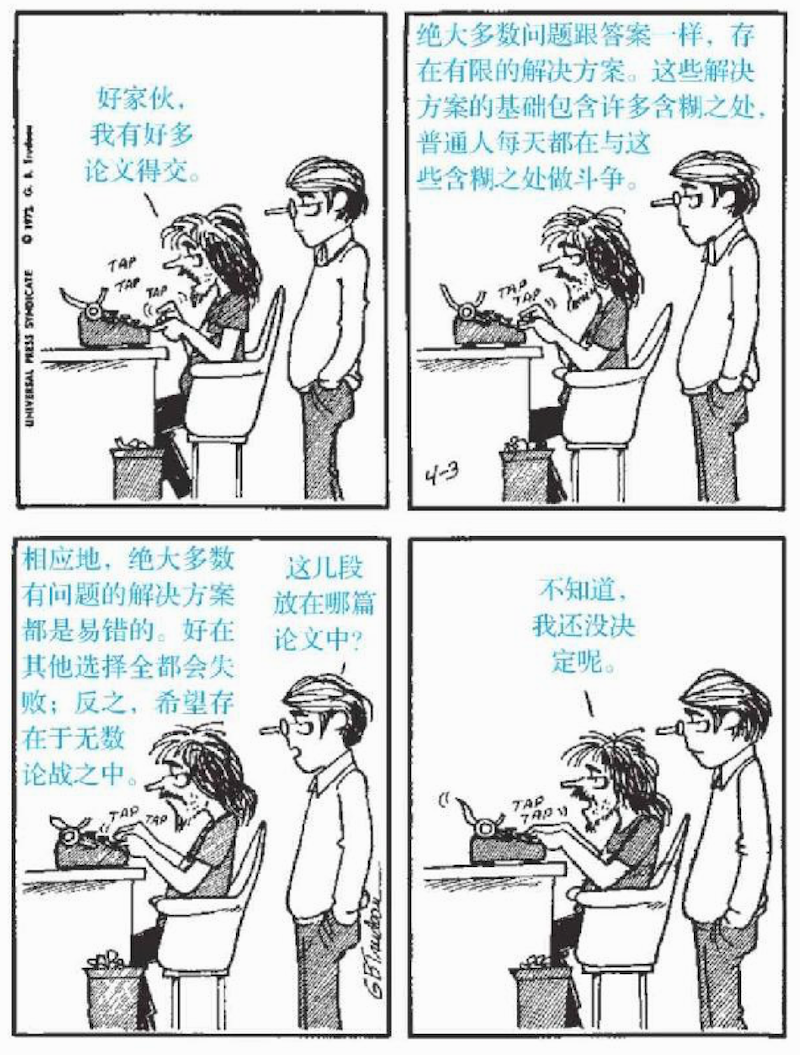 好家伙，
我有好多
论文得交。
TAP
TAP
TAP
UNIVERSAL PRESS SYNDICATE © 1972 G. B. Trudeau
绝大多数问题跟答案一样，存
在有限的解决方案。这些解决
方案的基础包含许多含糊之处，
普通人每天都在与这
些含糊之处做斗争。
TAP
TAP
4-3
相应地，绝大多数
有问题的解决方案
都是易错的。好在
其他选择全都会失
败；反之，希望存
在于无数
论战之中。
这几段
放在哪篇
论文中？
TAP
TAP
GBTrudeau
不知道，
我还没决
定呢。
TAP
TAP